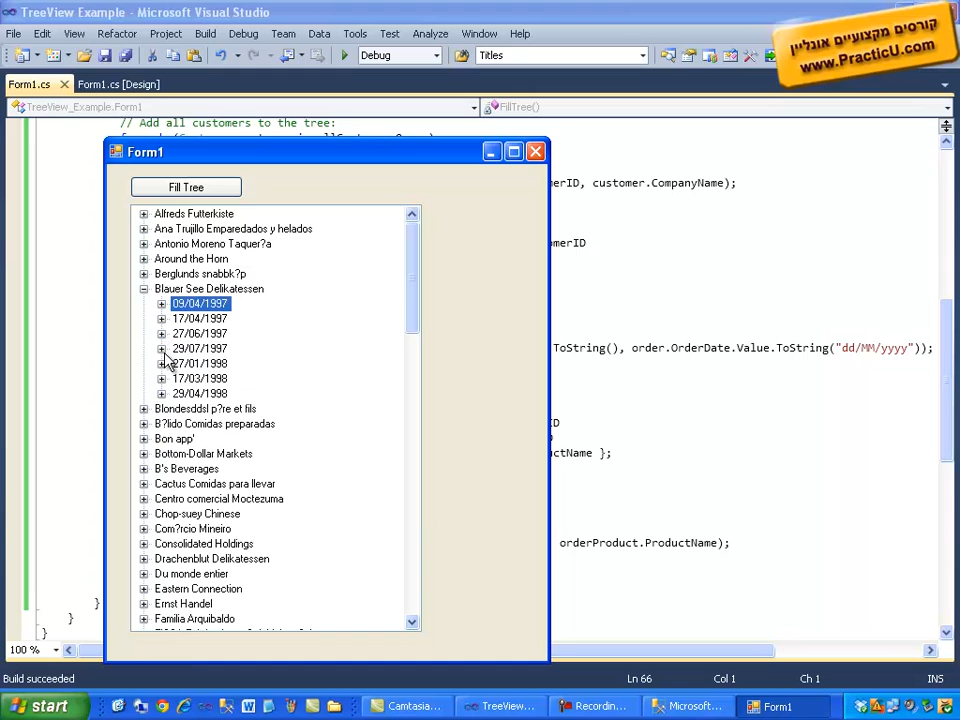 TreeView Example - Microsoft Visual Studio
קורסים מקצועיים אונליין
www.PracticU.com
File Edit View Refactor Project Build Debug Team Data Tools Test Analyze Window Help
Debug
Titles
Form1.cs
Form1.cs [Design]
TreeView_Example.Form1
FillTree()
// Add all customers to the tree:
Form1
Fill Tree
merID, customer.CompanyName);
omerID
ToString(), order.OrderDate.Value.ToString("dd/MM/yyyy"));
ID
ctName };
orderProduct.ProductName);
Alfreds Futterkiste
Ana Trujillo Emparedados y helados
Antonio Moreno Taquer?a
Around the Horn
Berglunds snabbk?p
Blauer See Delikatessen
09/04/1997
17/04/1997
27/06/1997
29/07/1997
27/01/1998
17/03/1998
29/04/1998
Blondesddsl p?re et fils
B?lido Comidas preparadas
Bon app'
Bottom-Dollar Markets
B's Beverages
Cactus Comidas para llevar
Centro comercial Moctezuma
Chop-suey Chinese
Com?rcio Mineiro
Consolidated Holdings
Drachenblut Delikatessen
Du monde entier
Eastern Connection
Ernst Handel
Familia Arquibaldo
}
}
}
100 %
Build succeeded
Ln 66
Col 1
Ch 1
INS
start
Camtasia...
TreeView...
Recordin...
Microsoft...
Form1